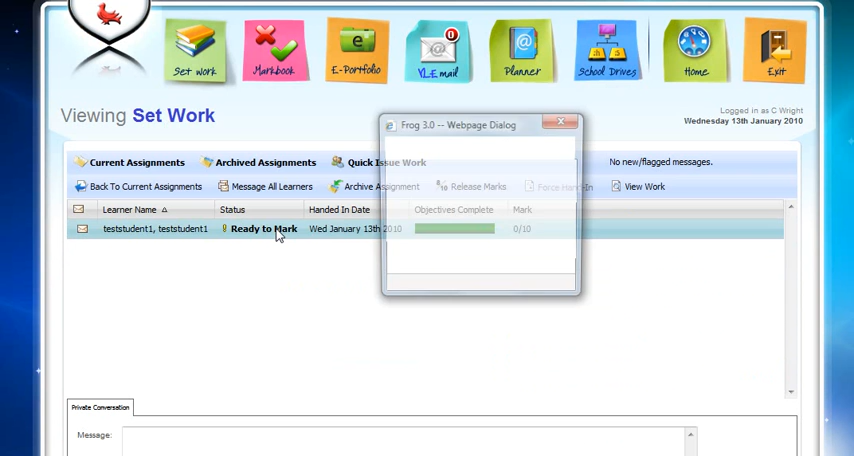 Set work
Markbook
E-Portfolio
0
VLEmail
Planner
School Drives
Home
Exit
Viewing Set Work
Logged in as C Wright
Wednesday 13th January 2010
Frog 3.0 -- Webpage Dialog
Current Assignments
Archived Assignments
Quick Issue Work
No new/flagged messages.
Back To Current Assignments
Message All Learners
Archive Assignment
Release Marks
Force Hand-In
View Work
Learner Name
Status
Handed In Date
Objectives Complete
Mark
teststudent1, teststudent1
Ready to Mark
Wed January 13th 2010
0/10
Private Conversation
Message: